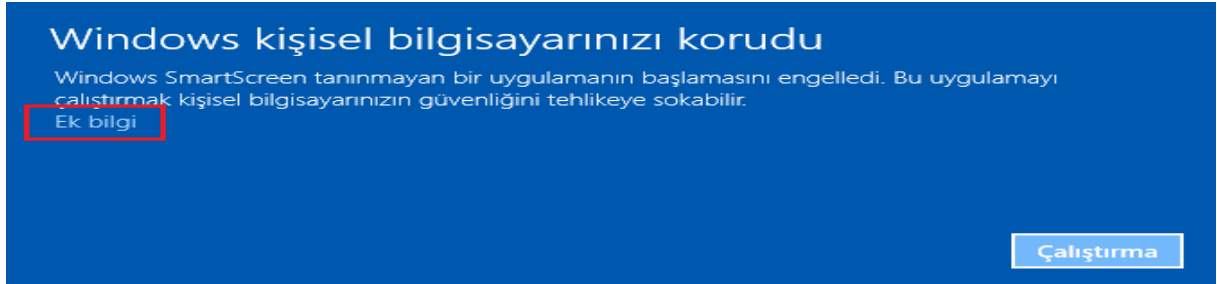 Windows kişisel bilgisayarınızı korudu
Windows SmartScreen tanınmayan bir uygulamanın başlamasını engelledi. Bu uygulamayı
çalıştırmak kişisel bilgisayarınızın güvenliğini tehlikeye sokabilir.
Ek bilgi
Çalıştırma